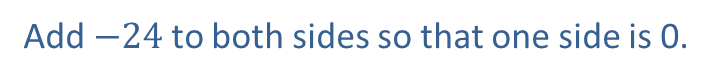 Add −24 to both sides so that one side is 0.